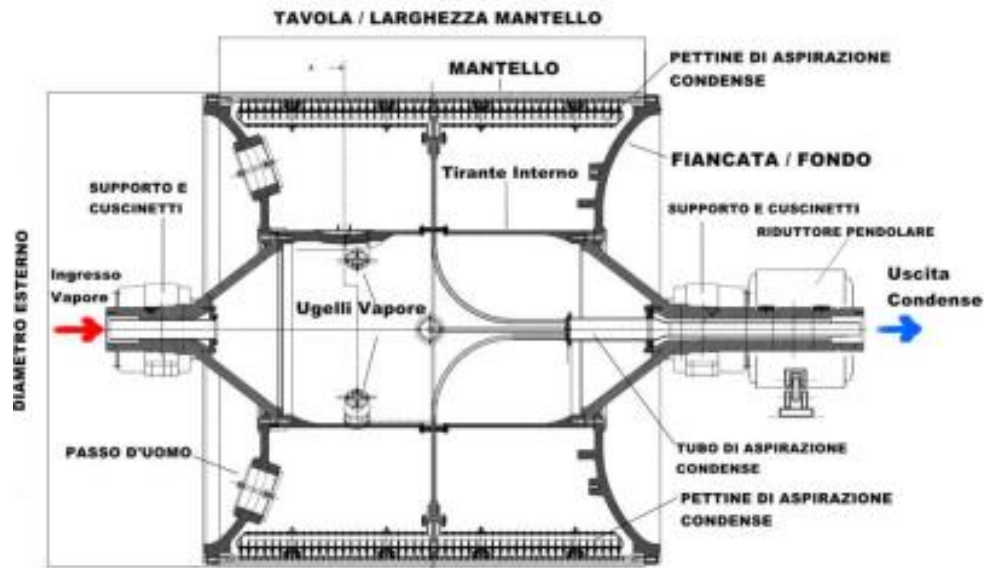 TAVOLA / LARGHEZZA MANTELLO
PETTINE DI ASPIRAZIONE
CONDENSE
MANTELLO
FIANCATA / FONDO
Tirante Interno
SUPPORTO E
CUSCINETTI
SUPPORTO E CUSCINETTI
RIDUTTORE PENDOLARE
DIAMETRO ESTERNO
Ingresso
Vapore
Ugelli Vapore
Uscita
Condense
PASSO D'UOMO
TUBO DI ASPIRAZIONE
CONDENSE
PETTINE DI ASPIRAZIONE
CONDENSE